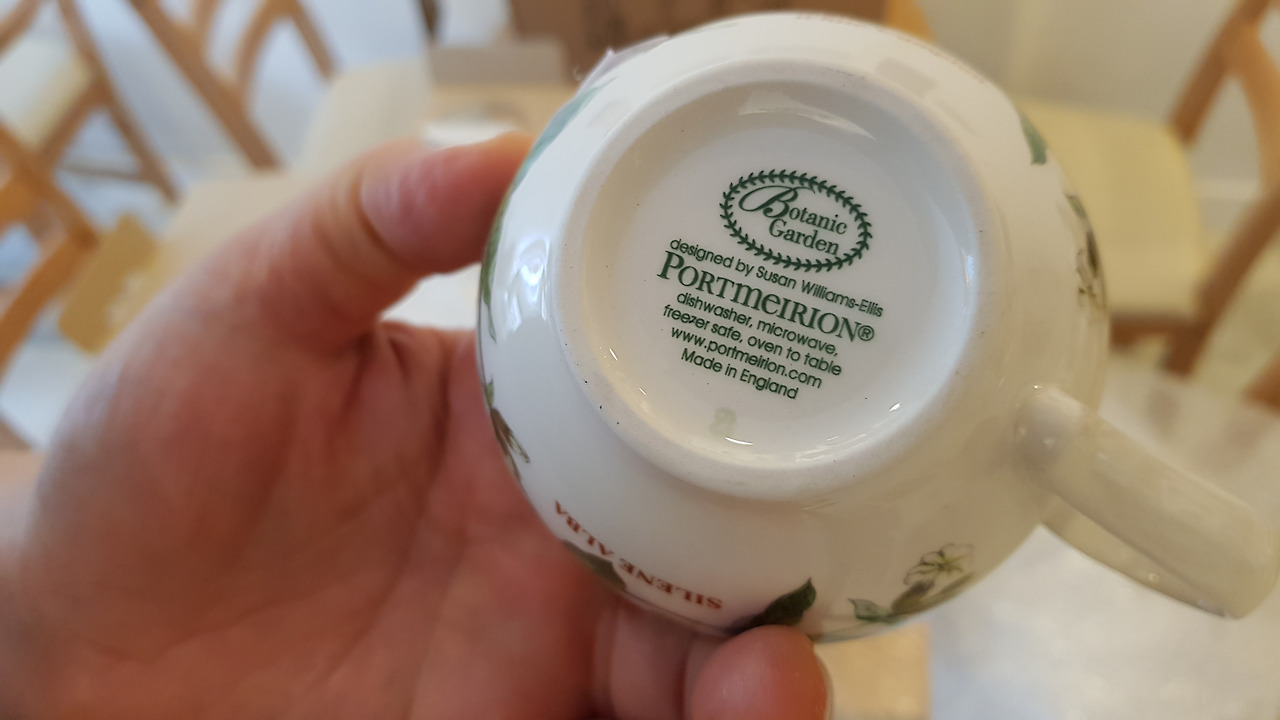 Botanic
Garden
designed by Susan Williams-Ellis
PORTMEIRION®
dishwasher, microwave,
freezer safe, oven to table
www.portmeirion.com
Made in England
SILENE ALBA